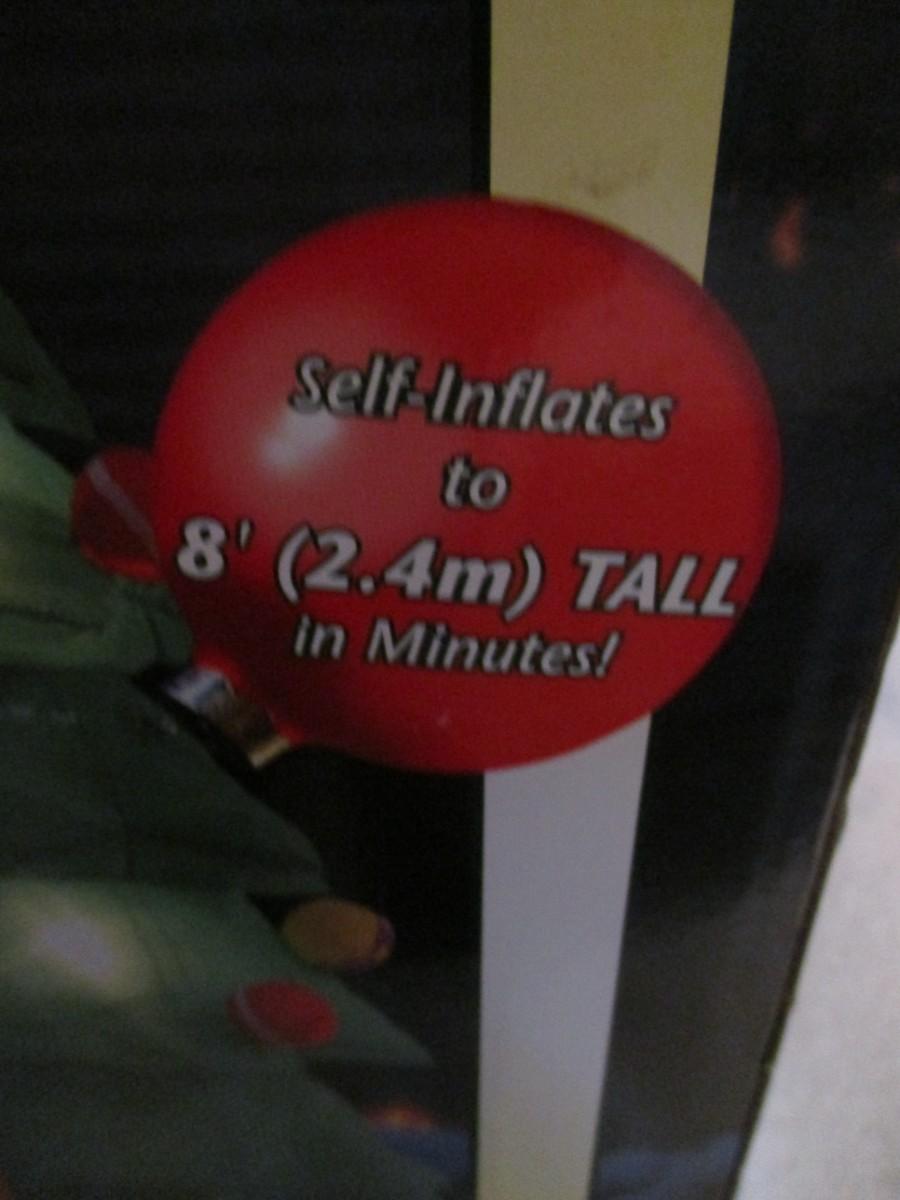 Self-Inflates
to
8' (2.4m) TALL
in Minutes!